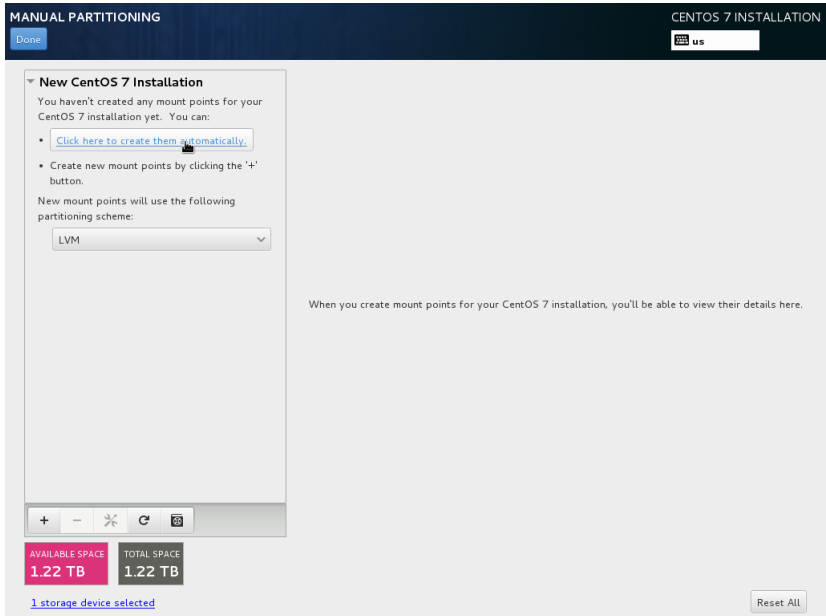 MANUAL PARTITIONING
CENTOS 7 INSTALLATION
Done
us
New CentOS 7 Installation
You haven't created any mount points for your
CentOS 7 installation yet. You can:
• Click here to create them automatically.
• Create new mount points by clicking the '+'
button.
New mount points will use the following
partitioning scheme:
LVM
When you create mount points for your CentOS 7 installation, you'll be able to view their details here.
AVAILABLE SPACE
1.22 TB
TOTAL SPACE
1.22 TB
1 storage device selected
Reset All